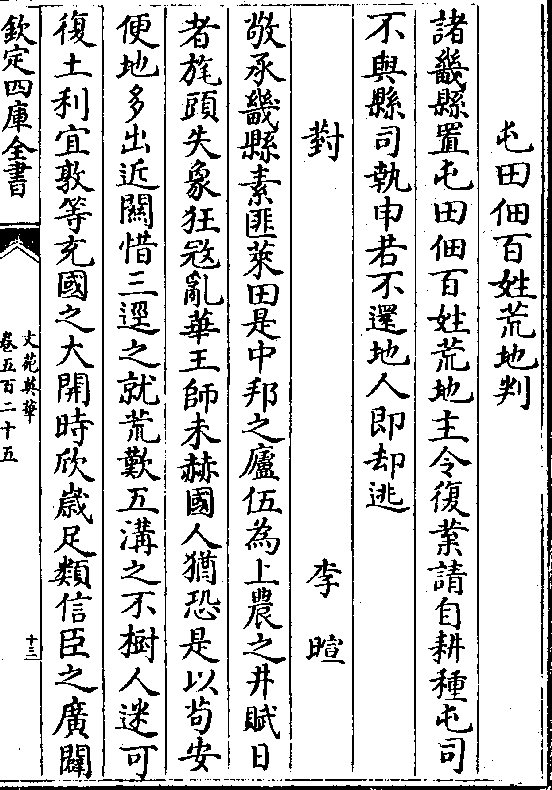 屯田佃百姓荒地判
諸畿縣置屯田佃百姓荒地主令復業請自耕種屯司
不與縣司執申若不還地人即却逃
對　李暄
敬承畿縣素匪萊田是中邦之廬伍為上農之井賦日
者旄頭失象狂寇亂華王師未赫國人猶恐是以苟安
便地多出近關惜三逕之就荒歎五溝之不樹人迷可
復土利宜敦等充國之大開時欣歲足類信臣之廣闢
欽定四庫全書
文苑英華
卷五百二十五
十三